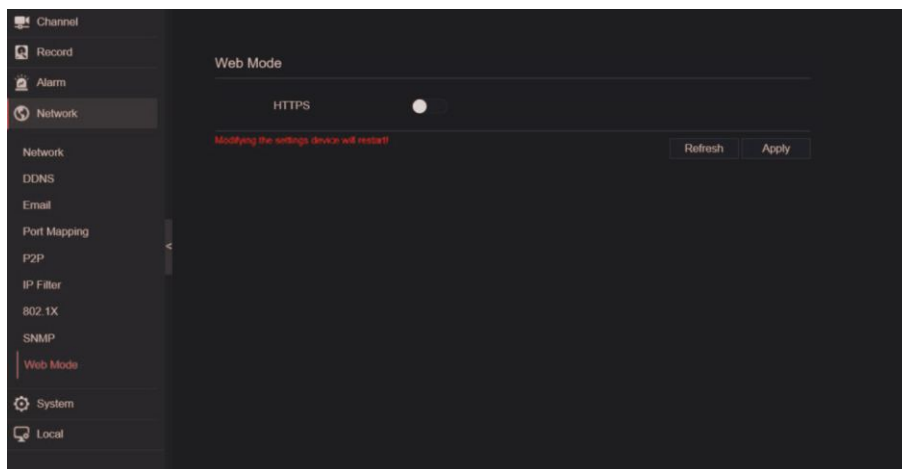 Channel
Record
Alarm
Network
Network
DDNS
Email
Port Mapping
P2P
IP Filter
802.1X
SNMP
Web Mode
System
Local
<
Web Mode
HTTPS
Modifying the settings device will restart!
Refresh Apply